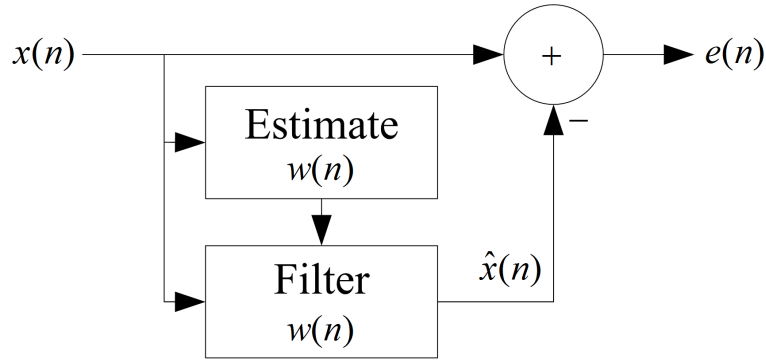 x(n)
+
e(n)
−
Estimate
w(n)
x̂(n)
Filter
w(n)